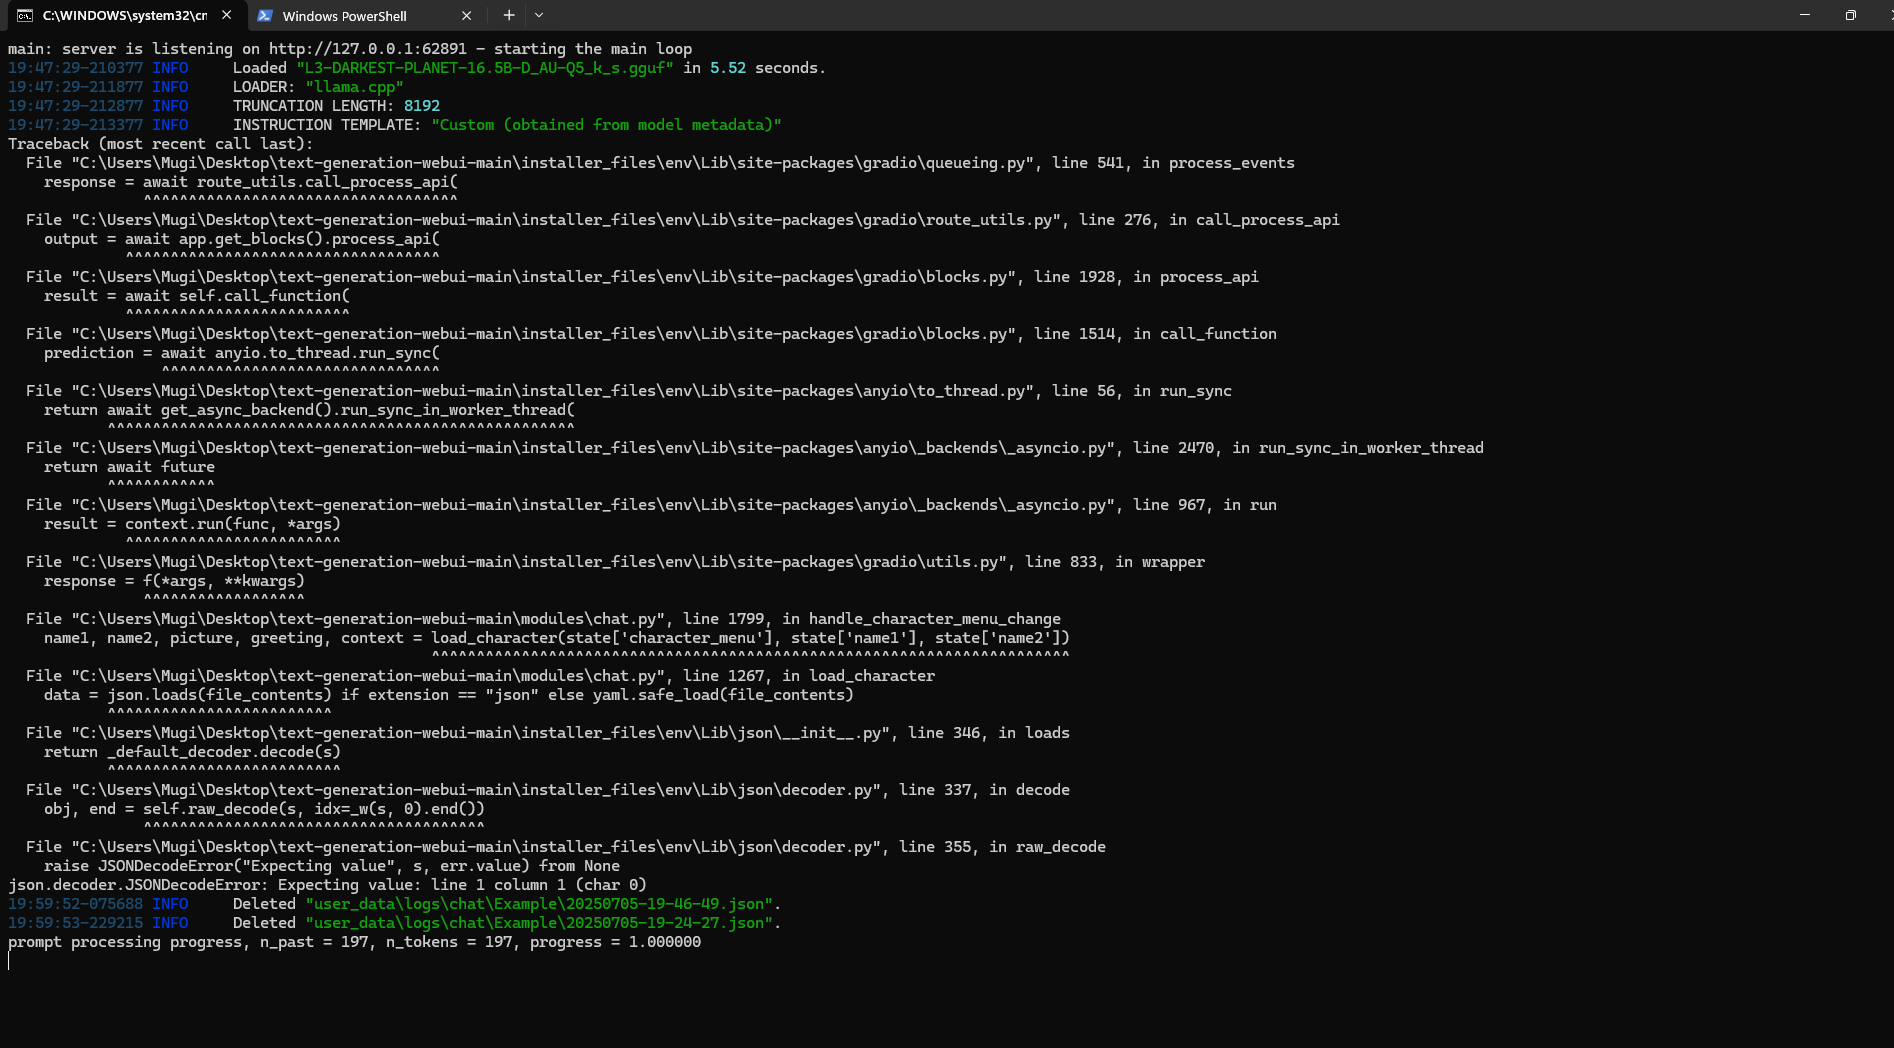 C:\WINDOWS\system32\cn
Windows PowerShell
main: server is listening on http://127.0.0.1:62891 - starting the main loop
19:47:29-210377 INFO     Loaded "L3-DARKEST-PLANET-16.5B-D_AU-Q5_k_s.gguf" in 5.52 seconds.
19:47:29-211877 INFO     LOADER: "llama.cpp"
19:47:29-212877 INFO     TRUNCATION LENGTH: 8192
19:47:29-213377 INFO     INSTRUCTION TEMPLATE: "Custom (obtained from model metadata)"
Traceback (most recent call last):
  File "C:\Users\Mugi\Desktop\text-generation-webui-main\installer_files\env\Lib\site-packages\gradio\queueing.py", line 541, in process_events
    response = await route_utils.call_process_api(
               ^^^^^^^^^^^^^^^^^^^^^^^^^^^^^^^^^^^
  File "C:\Users\Mugi\Desktop\text-generation-webui-main\installer_files\env\Lib\site-packages\gradio\route_utils.py", line 276, in call_process_api
    output = await app.get_blocks().process_api(
             ^^^^^^^^^^^^^^^^^^^^^^^^^^^^^^^^^^^
  File "C:\Users\Mugi\Desktop\text-generation-webui-main\installer_files\env\Lib\site-packages\gradio\blocks.py", line 1928, in process_api
    result = await self.call_function(
             ^^^^^^^^^^^^^^^^^^^^^^^^^
  File "C:\Users\Mugi\Desktop\text-generation-webui-main\installer_files\env\Lib\site-packages\gradio\blocks.py", line 1514, in call_function
    prediction = await anyio.to_thread.run_sync(
                 ^^^^^^^^^^^^^^^^^^^^^^^^^^^^^^^
  File "C:\Users\Mugi\Desktop\text-generation-webui-main\installer_files\env\Lib\site-packages\anyio\to_thread.py", line 56, in run_sync
    return await get_async_backend().run_sync_in_worker_thread(
           ^^^^^^^^^^^^^^^^^^^^^^^^^^^^^^^^^^^^^^^^^^^^^^^^^^^^
  File "C:\Users\Mugi\Desktop\text-generation-webui-main\installer_files\env\Lib\site-packages\anyio\_backends\_asyncio.py", line 2470, in run_sync_in_worker_thread
    return await future
           ^^^^^^^^^^^^
  File "C:\Users\Mugi\Desktop\text-generation-webui-main\installer_files\env\Lib\site-packages\anyio\_backends\_asyncio.py", line 967, in run
    result = context.run(func, *args)
             ^^^^^^^^^^^^^^^^^^^^^^^^
  File "C:\Users\Mugi\Desktop\text-generation-webui-main\installer_files\env\Lib\site-packages\gradio\utils.py", line 833, in wrapper
    response = f(*args, **kwargs)
               ^^^^^^^^^^^^^^^^^^
  File "C:\Users\Mugi\Desktop\text-generation-webui-main\modules\chat.py", line 1799, in handle_character_menu_change
    name1, name2, picture, greeting, context = load_character(state['character_menu'], state['name1'], state['name2'])
                                               ^^^^^^^^^^^^^^^^^^^^^^^^^^^^^^^^^^^^^^^^^^^^^^^^^^^^^^^^^^^^^^^^^^^^^^^
  File "C:\Users\Mugi\Desktop\text-generation-webui-main\modules\chat.py", line 1267, in load_character
    data = json.loads(file_contents) if extension == "json" else yaml.safe_load(file_contents)
           ^^^^^^^^^^^^^^^^^^^^^^^^^
  File "C:\Users\Mugi\Desktop\text-generation-webui-main\installer_files\env\Lib\json\__init__.py", line 346, in loads
    return _default_decoder.decode(s)
           ^^^^^^^^^^^^^^^^^^^^^^^^^^
  File "C:\Users\Mugi\Desktop\text-generation-webui-main\installer_files\env\Lib\json\decoder.py", line 337, in decode
    obj, end = self.raw_decode(s, idx=_w(s, 0).end())
               ^^^^^^^^^^^^^^^^^^^^^^^^^^^^^^^^^^^^^^
  File "C:\Users\Mugi\Desktop\text-generation-webui-main\installer_files\env\Lib\json\decoder.py", line 355, in raw_decode
    raise JSONDecodeError("Expecting value", s, err.value) from None
json.decoder.JSONDecodeError: Expecting value: line 1 column 1 (char 0)
19:59:52-075688 INFO     Deleted "user_data\logs\chat\Example\20250705-19-46-49.json".
19:59:53-229215 INFO     Deleted "user_data\logs\chat\Example\20250705-19-24-27.json".
prompt processing progress, n_past = 197, n_tokens = 197, progress = 1.000000